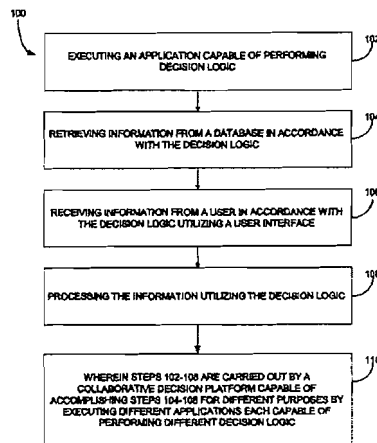 100
EXECUTING AN APPLICATION CAPABLE OF PERFORMING
DECISION LOGIC
102
RETRIEVING INFORMATION FROM A DATABASE IN ACCORDANCE
WITH THE DECISION LOGIC
104
RECEIVING INFORMATION FROM A USER IN ACCORDANCE WITH
THE DECISION LOGIC UTILIZING A USER INTERFACE
106
PROCESSING THE INFORMATION UTILIZING THE DECISION LOGIC
108
WHEREIN STEPS 102-108 ARE CARRIED OUT BY A
COLLABORATIVE DECISION PLATFORM CAPABLE OF
ACCOMPLISHING STEPS 104-108 FOR DIFFERENT PURPOSES BY
EXECUTING DIFFERENT APPLICATIONS EACH CAPABLE OF
PERFORMING DIFFERENT DECISION LOGIC
110